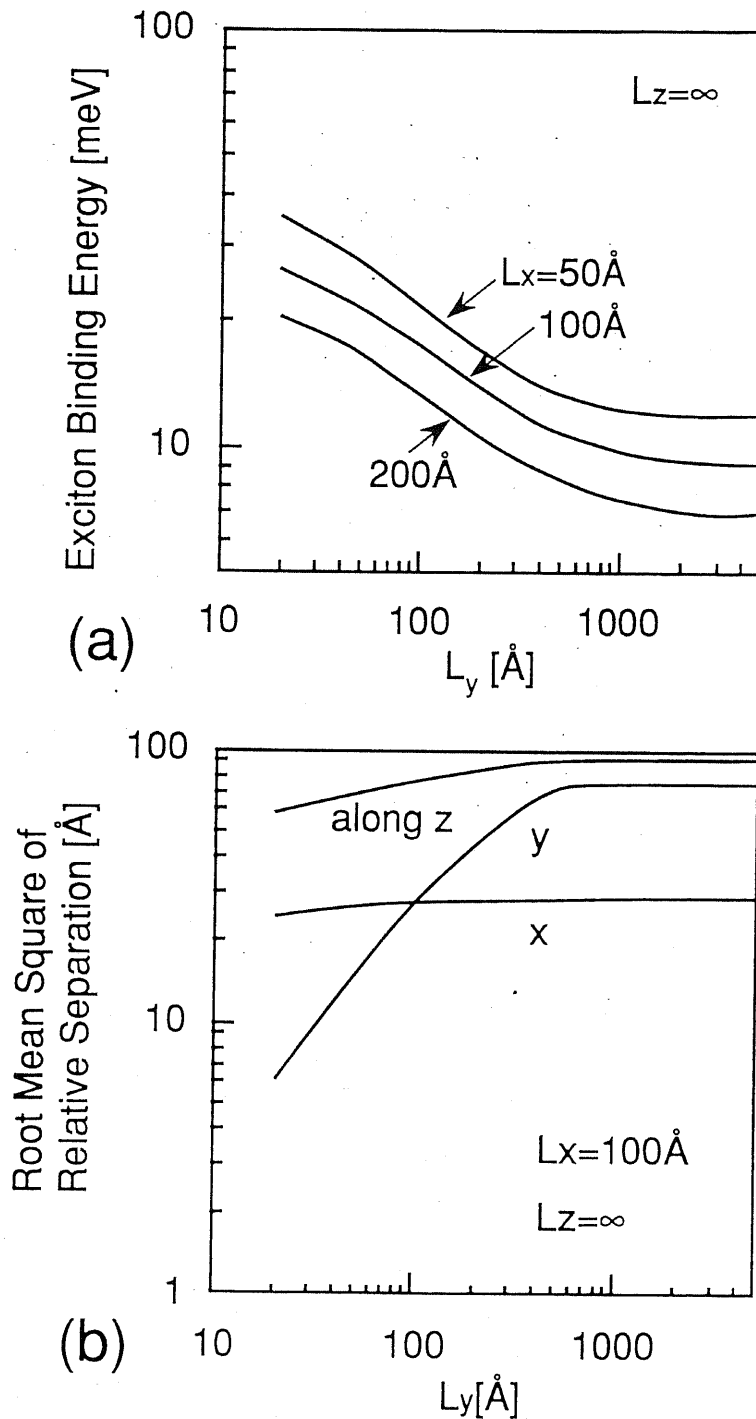 100
Exciton Binding Energy [meV]
Lz=∞
Lx=50Å
100Å
10
200Å
10
100
1000
(a)
Ly [Å]
100
Root Mean Square of
Relative Separation [Å]
along z
y
x
10
Lx=100Å
Lz=∞
1
10
100
1000
(b)
Ly[Å]